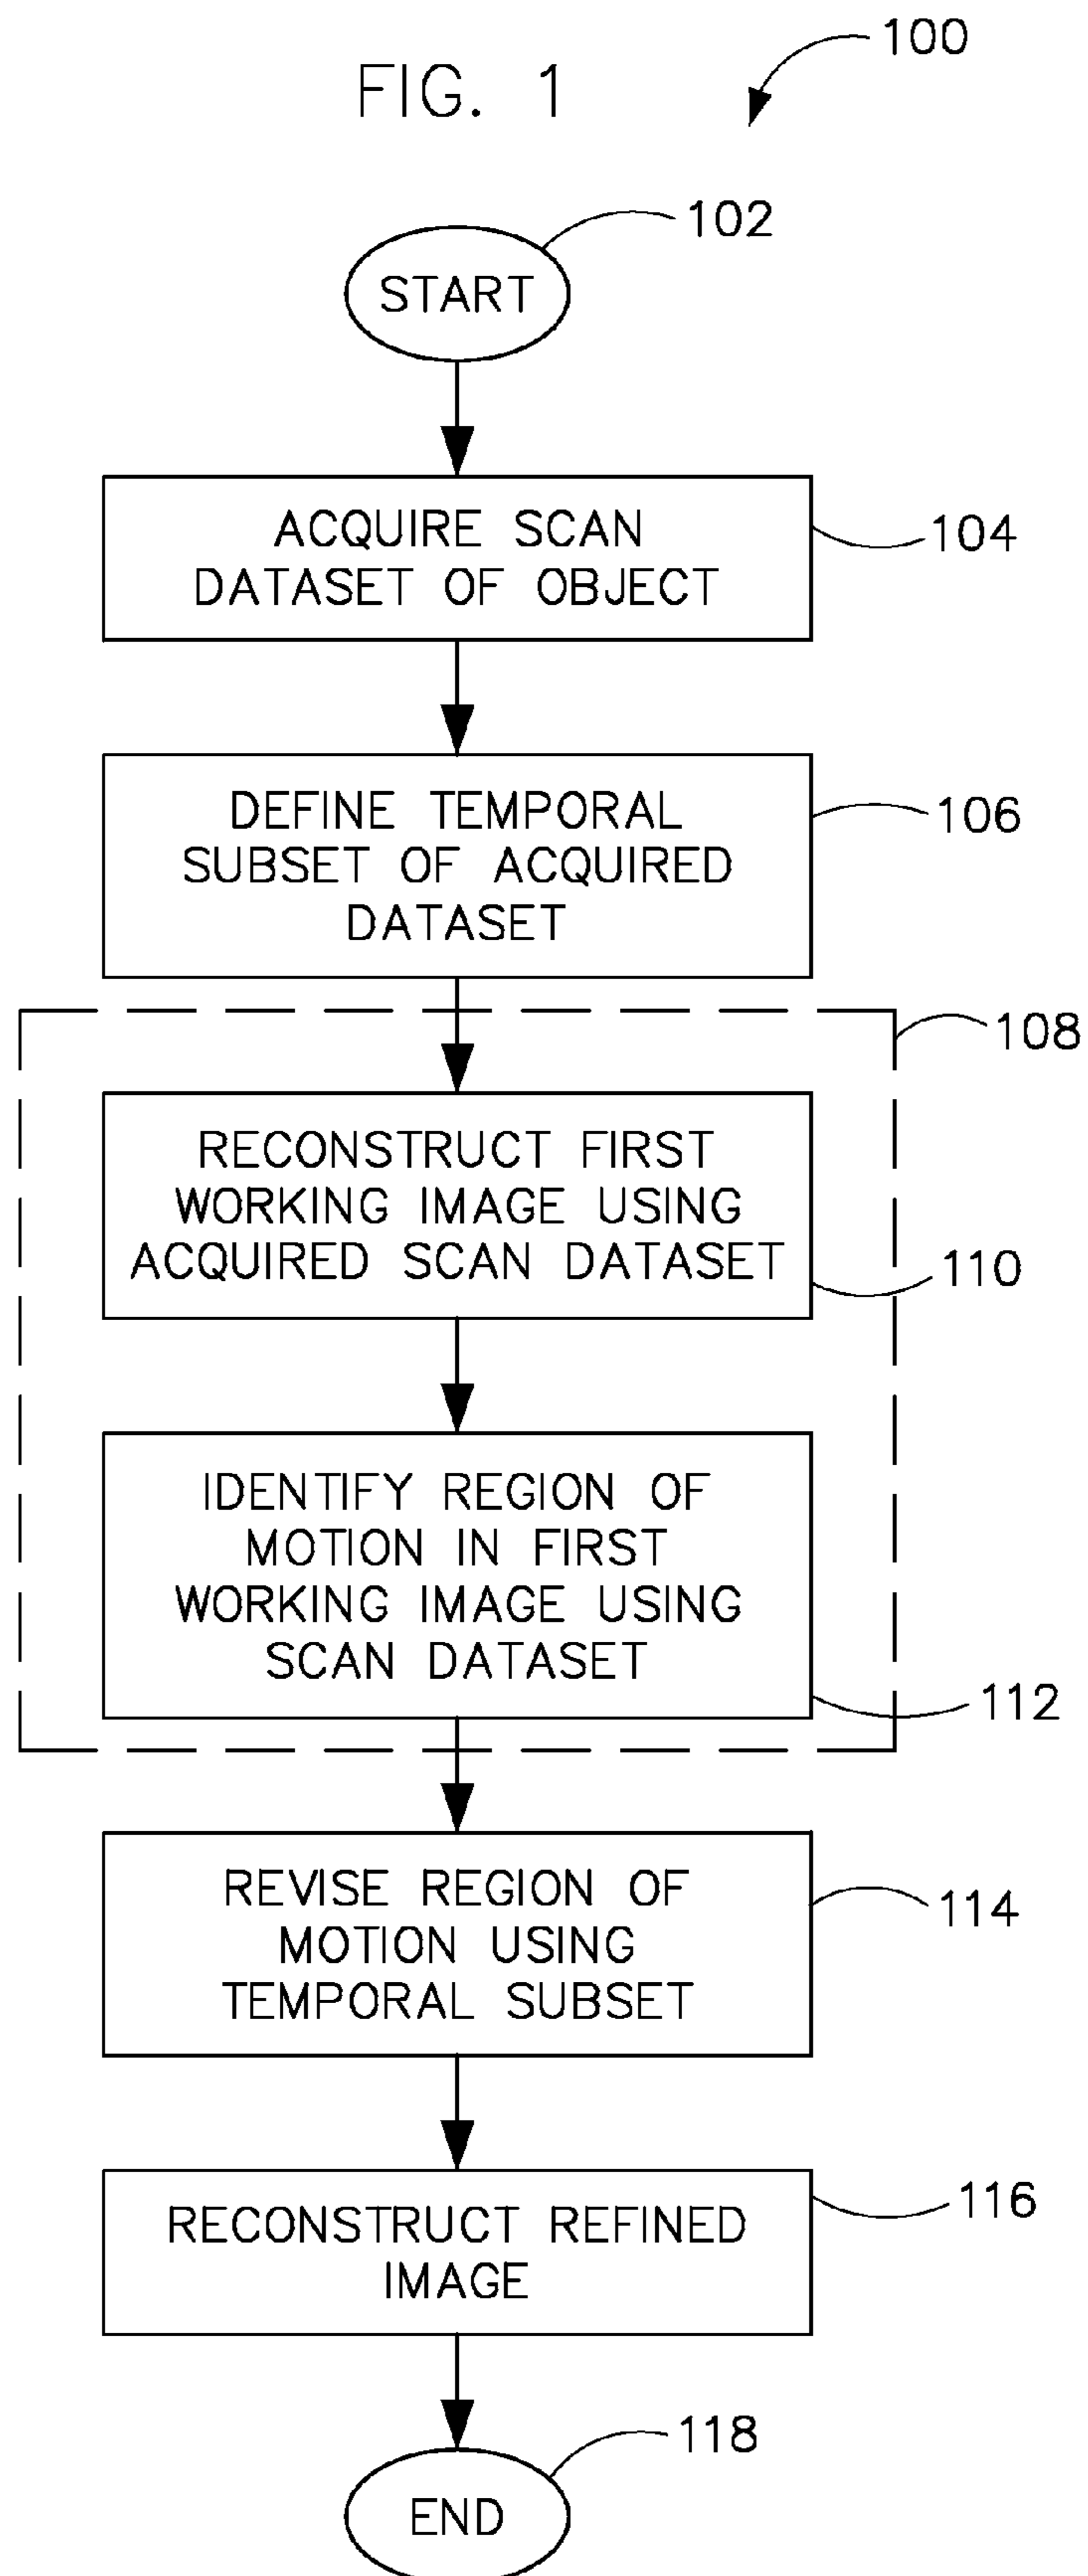 100
FIG. 1
102
START
ACQUIRE SCAN
DATASET OF OBJECT
104
DEFINE TEMPORAL
SUBSET OF ACQUIRED
DATASET
106
108
RECONSTRUCT FIRST
WORKING IMAGE USING
ACQUIRED SCAN DATASET
110
IDENTIFY REGION OF
MOTION IN FIRST
WORKING IMAGE USING
SCAN DATASET
112
REVISE REGION OF
MOTION USING
TEMPORAL SUBSET
114
RECONSTRUCT REFINED
IMAGE
116
118
END